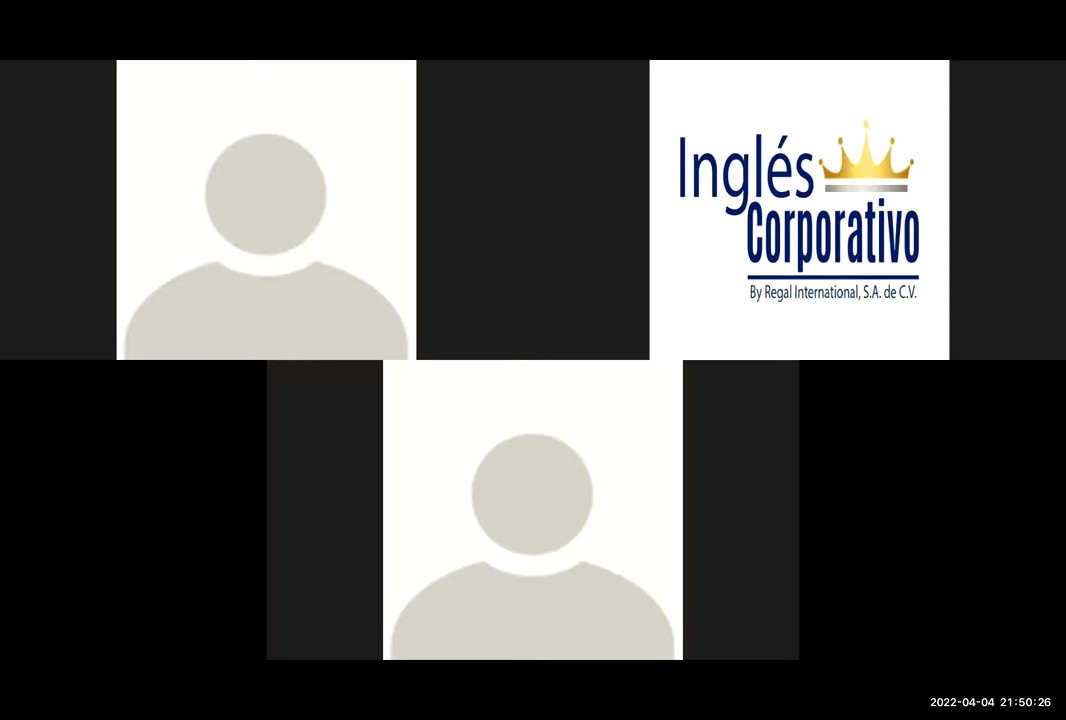 Inglés
Corporativo
By Regal International, S.A. de C.V.
2022-04-04 21:50:26